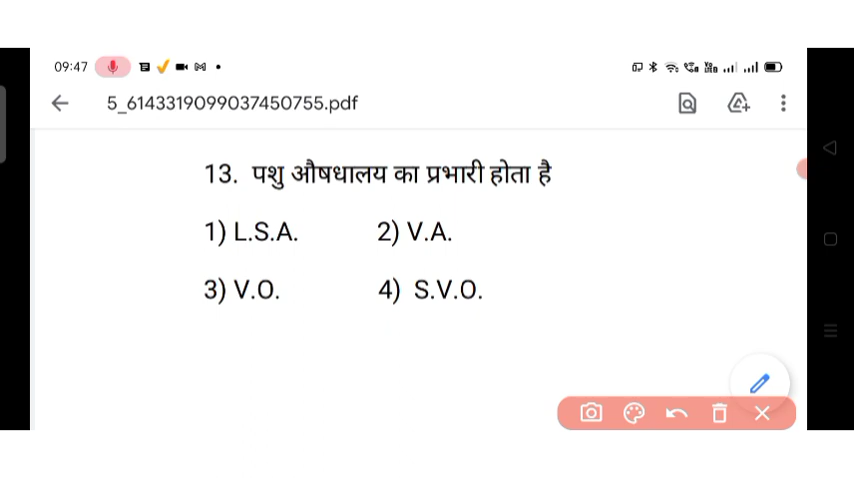 09:47
5_6143319099037450755.pdf
13. पशु औषधालय का प्रभारी होता है
1) L.S.A. 2) V.A.
3) V.O. 4) S.V.O.